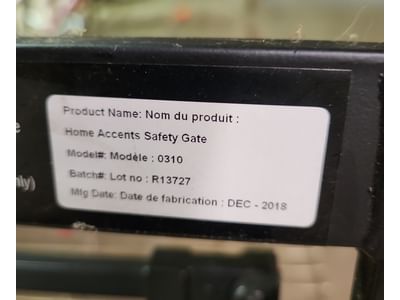 Product Name: Nom du produit :
Home Accents Safety Gate
Model#: Modèle : 0310
Batch#: Lot no : R13727
Mfg Date: Date de fabrication : DEC - 2018
nly)